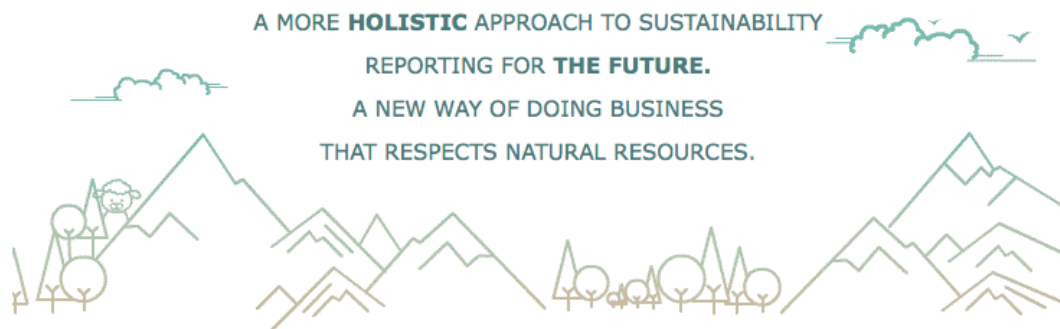 A MORE HOLISTIC APPROACH TO SUSTAINABILITY
REPORTING FOR THE FUTURE.
A NEW WAY OF DOING BUSINESS
THAT RESPECTS NATURAL RESOURCES.